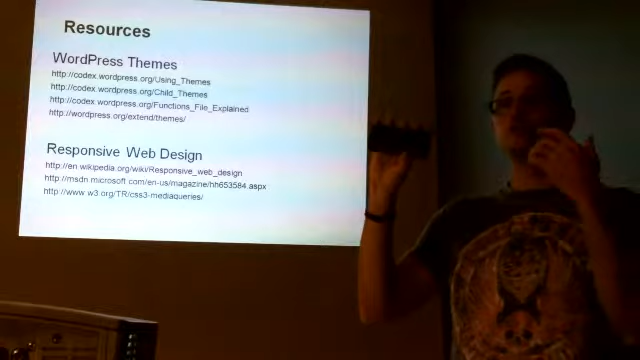 Resources
WordPress Themes
http://codex.wordpress.org/Using_Themes
http://codex.wordpress.org/Child_Themes
http://codex.wordpress.org/Functions_File_Explained
http://wordpress.org/extend/themes/
Responsive Web Design
http://en.wikipedia.org/wiki/Responsive_web_design
http://msdn.microsoft.com/en-us/magazine/hh653584.aspx
http://www.w3.org/TR/css3-mediaqueries/